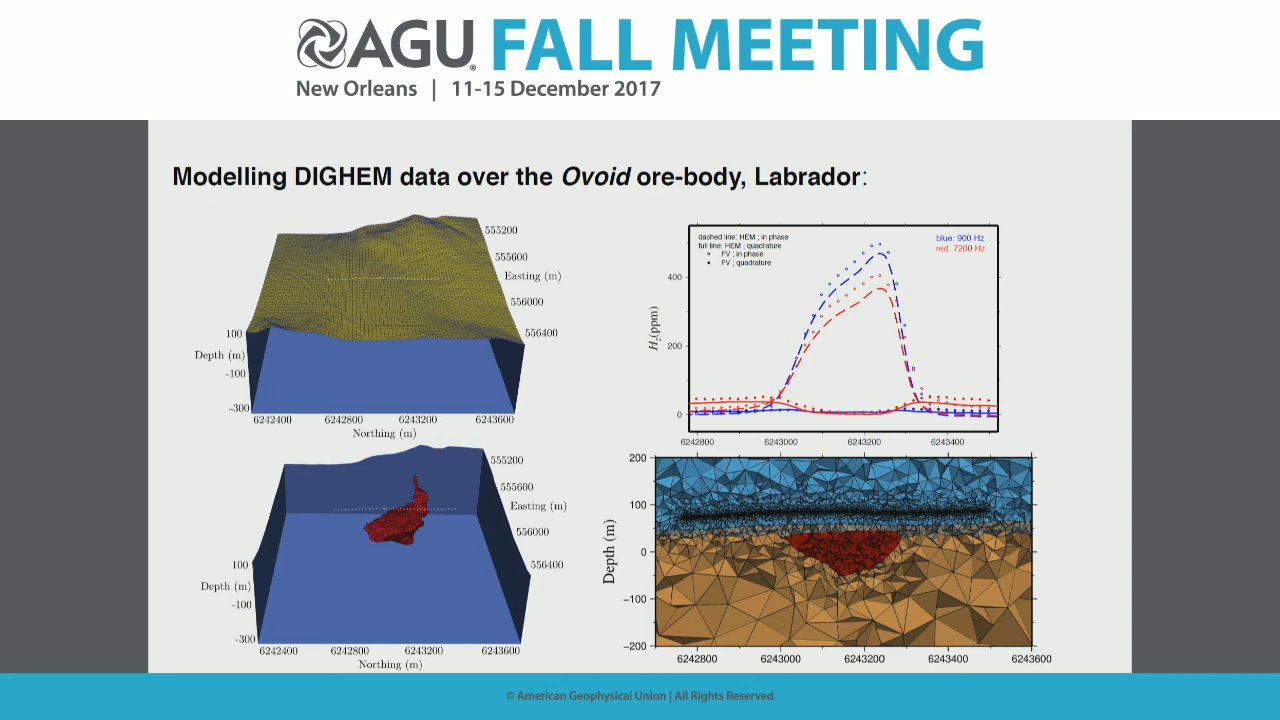 AGU FALL MEETING
New Orleans | 11-15 December 2017
Modelling DIGHEM data over the Ovoid ore-body, Labrador:
555200
555600
Easting (m)
556000
556400
100
Depth (m)
-100
-300
6242400 6242800 6243200 6243600
Northing (m)
dashed line: HEM ; in phase
full line: HEM ; quadrature
FV ; in phase
FV ; quadrature
blue: 900 Hz
red: 7200 Hz
400
Hz(ppm)
200
0
6242800 6243000 6243200 6243400
555200
555600
Easting (m)
556000
556400
100
Depth (m)
-100
-300
6242400 6242800 6243200 6243600
Northing (m)
200
100
Depth (m)
0
−100
−200
6242800 6243000 6243200 6243400 6243600
© American Geophysical Union | All Rights Reserved